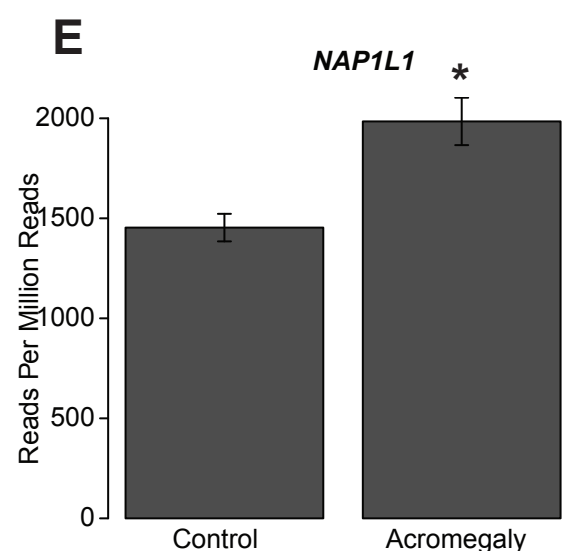 E
NAP1L1
*
Reads Per Million Reads
2000
1500
1000
500
0
Control
Acromegaly